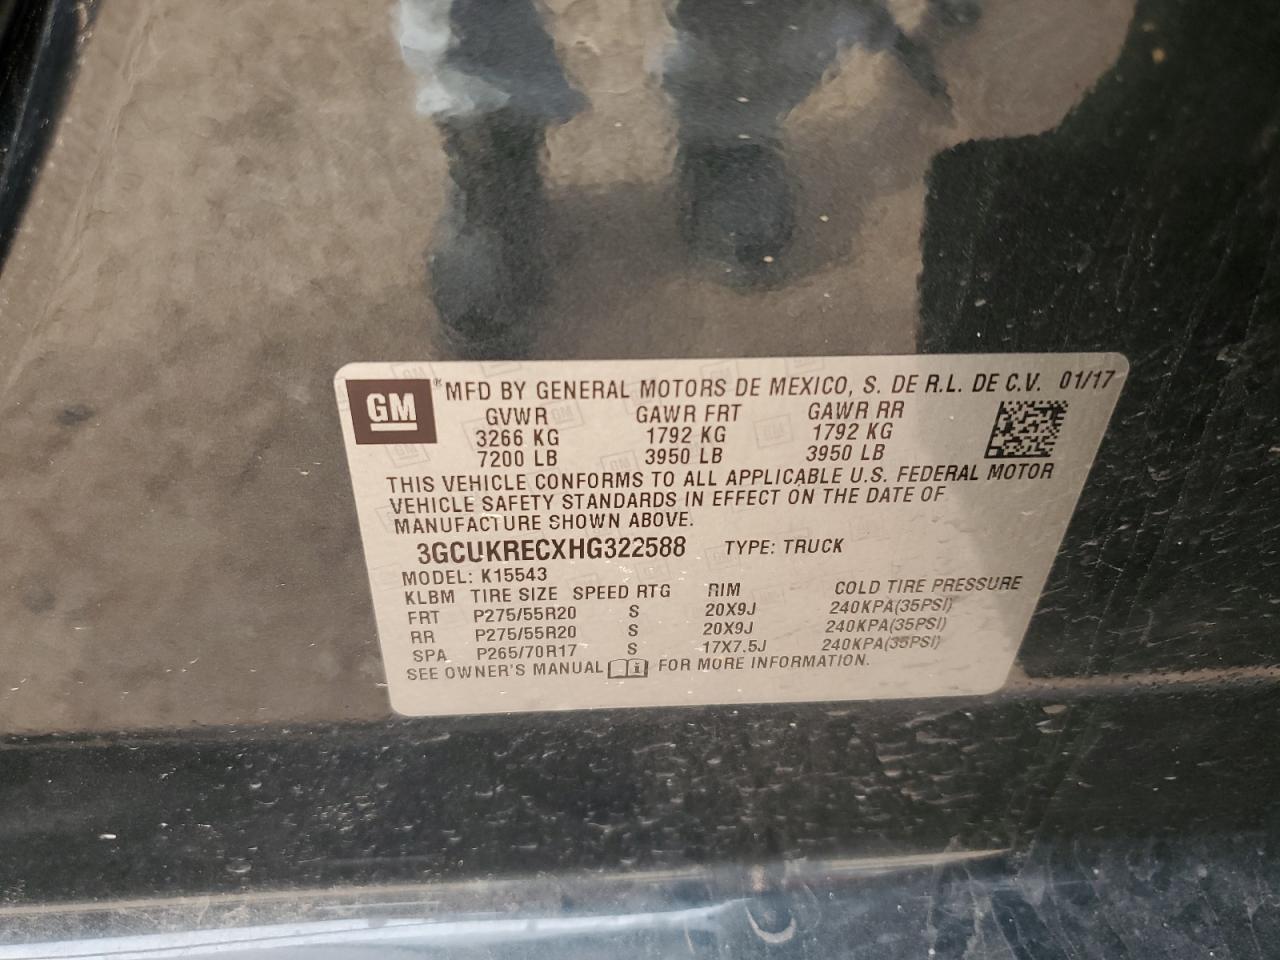 GM ® MFD BY GENERAL MOTORS DE MEXICO, S. DE R.L. DE C.V. 01/17
GVWR GAWR FRT GAWR RR
3266 KG 1792 KG 1792 KG
7200 LB 3950 LB 3950 LB
THIS VEHICLE CONFORMS TO ALL APPLICABLE U.S. FEDERAL MOTOR
VEHICLE SAFETY STANDARDS IN EFFECT ON THE DATE OF
MANUFACTURE SHOWN ABOVE.
3GCUKRECXHG322588 TYPE: TRUCK
MODEL: K15543
KLBM TIRE SIZE SPEED RTG RIM COLD TIRE PRESSURE
FRT P275/55R20 S 20X9J 240KPA(35PSI)
RR P275/55R20 S 20X9J 240KPA(35PSI)
SPA P265/70R17 S 17X7.5J 240KPA(35PSI)
SEE OWNER'S MANUAL FOR MORE INFORMATION.